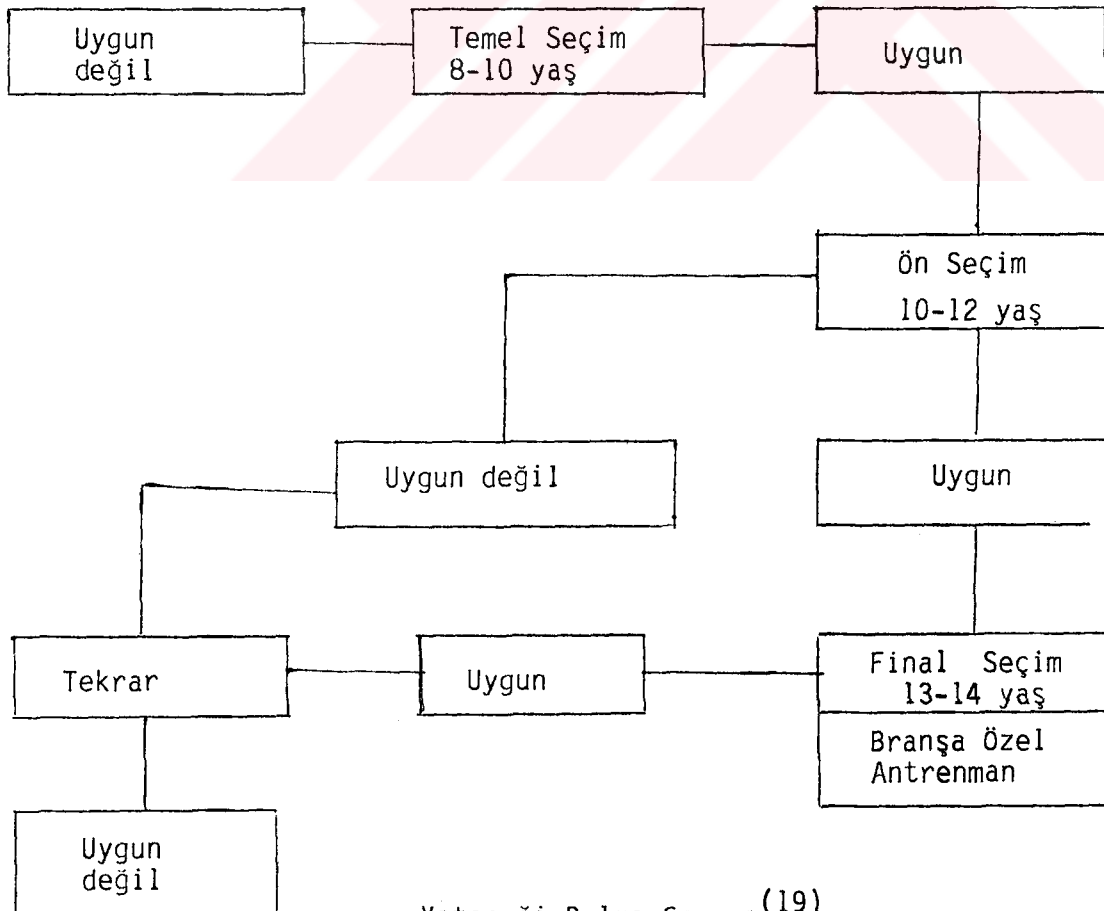 Uygun
değil
Temel Seçim
8-10 yaş
Uygun
Ön Seçim
10-12 yaş
Uygun değil
Uygun
Tekrar
Uygun
Final Seçim
13-14 yaş
Branşa Özel
Antrenman
Uygun
değil
(19)